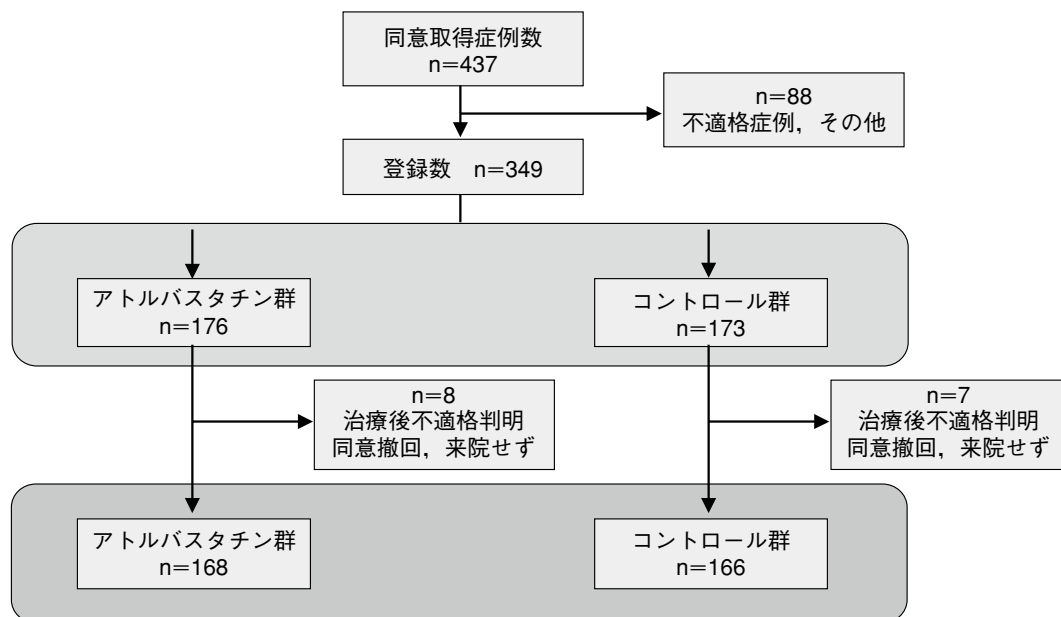 同意取得症例数
n=437
n=88
不適格症例，その他
登録数　n=349
アトルバスタチン群
n=176
コントロール群
n=173
n=8
治療後不適格判明
同意撤回，来院せず
n=7
治療後不適格判明
同意撤回，来院せず
アトルバスタチン群
n=168
コントロール群
n=166